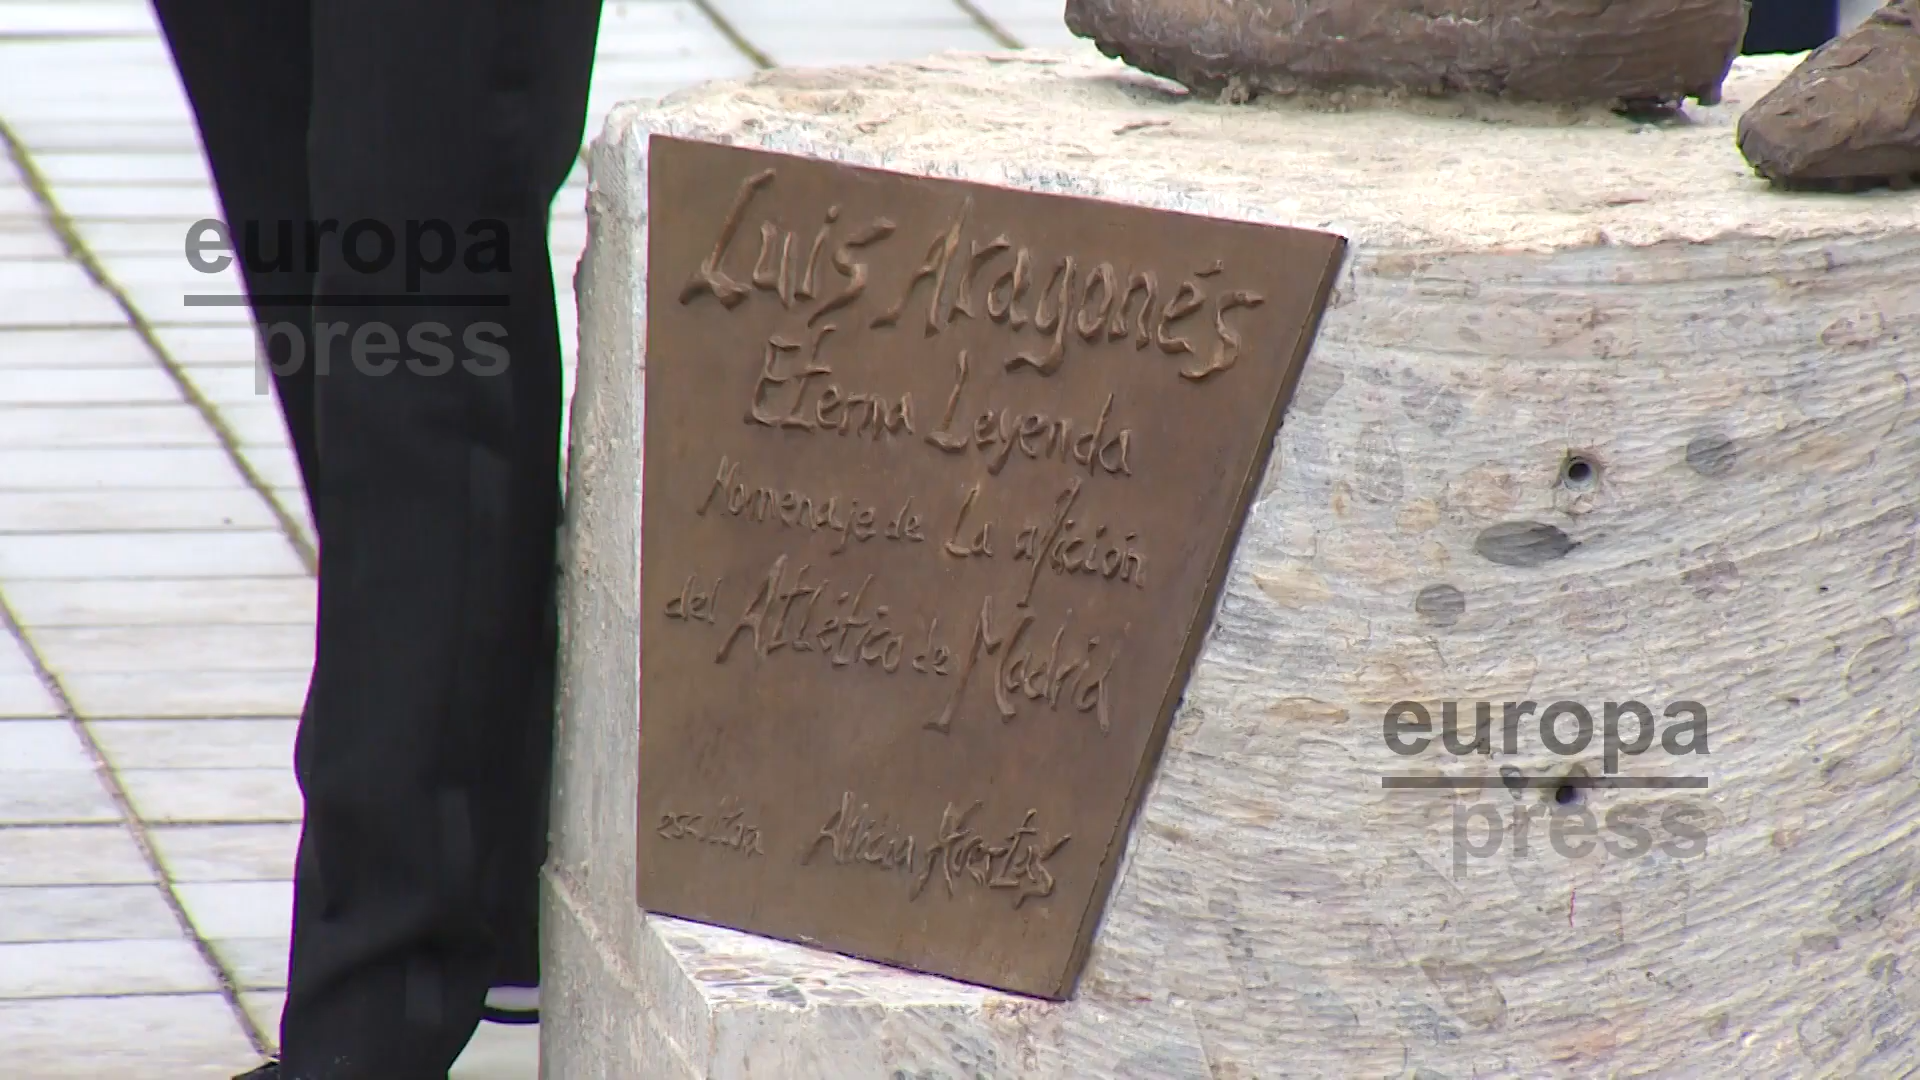 europa
press
Luis Aragonés
Eterna Leyenda
Homenaje de La afición
del Atlético de Madrid
escultora Alicia Huertas
europa
press